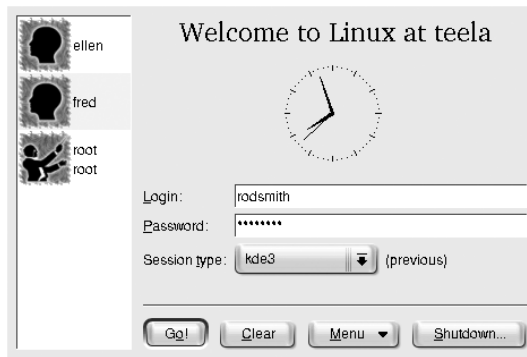 Welcome to Linux at teela
ellen
fred
root
root
Login: rodsmith
Password: ••••••••
Session type: kde3 (previous)
Go! Clear Menu Shutdown...